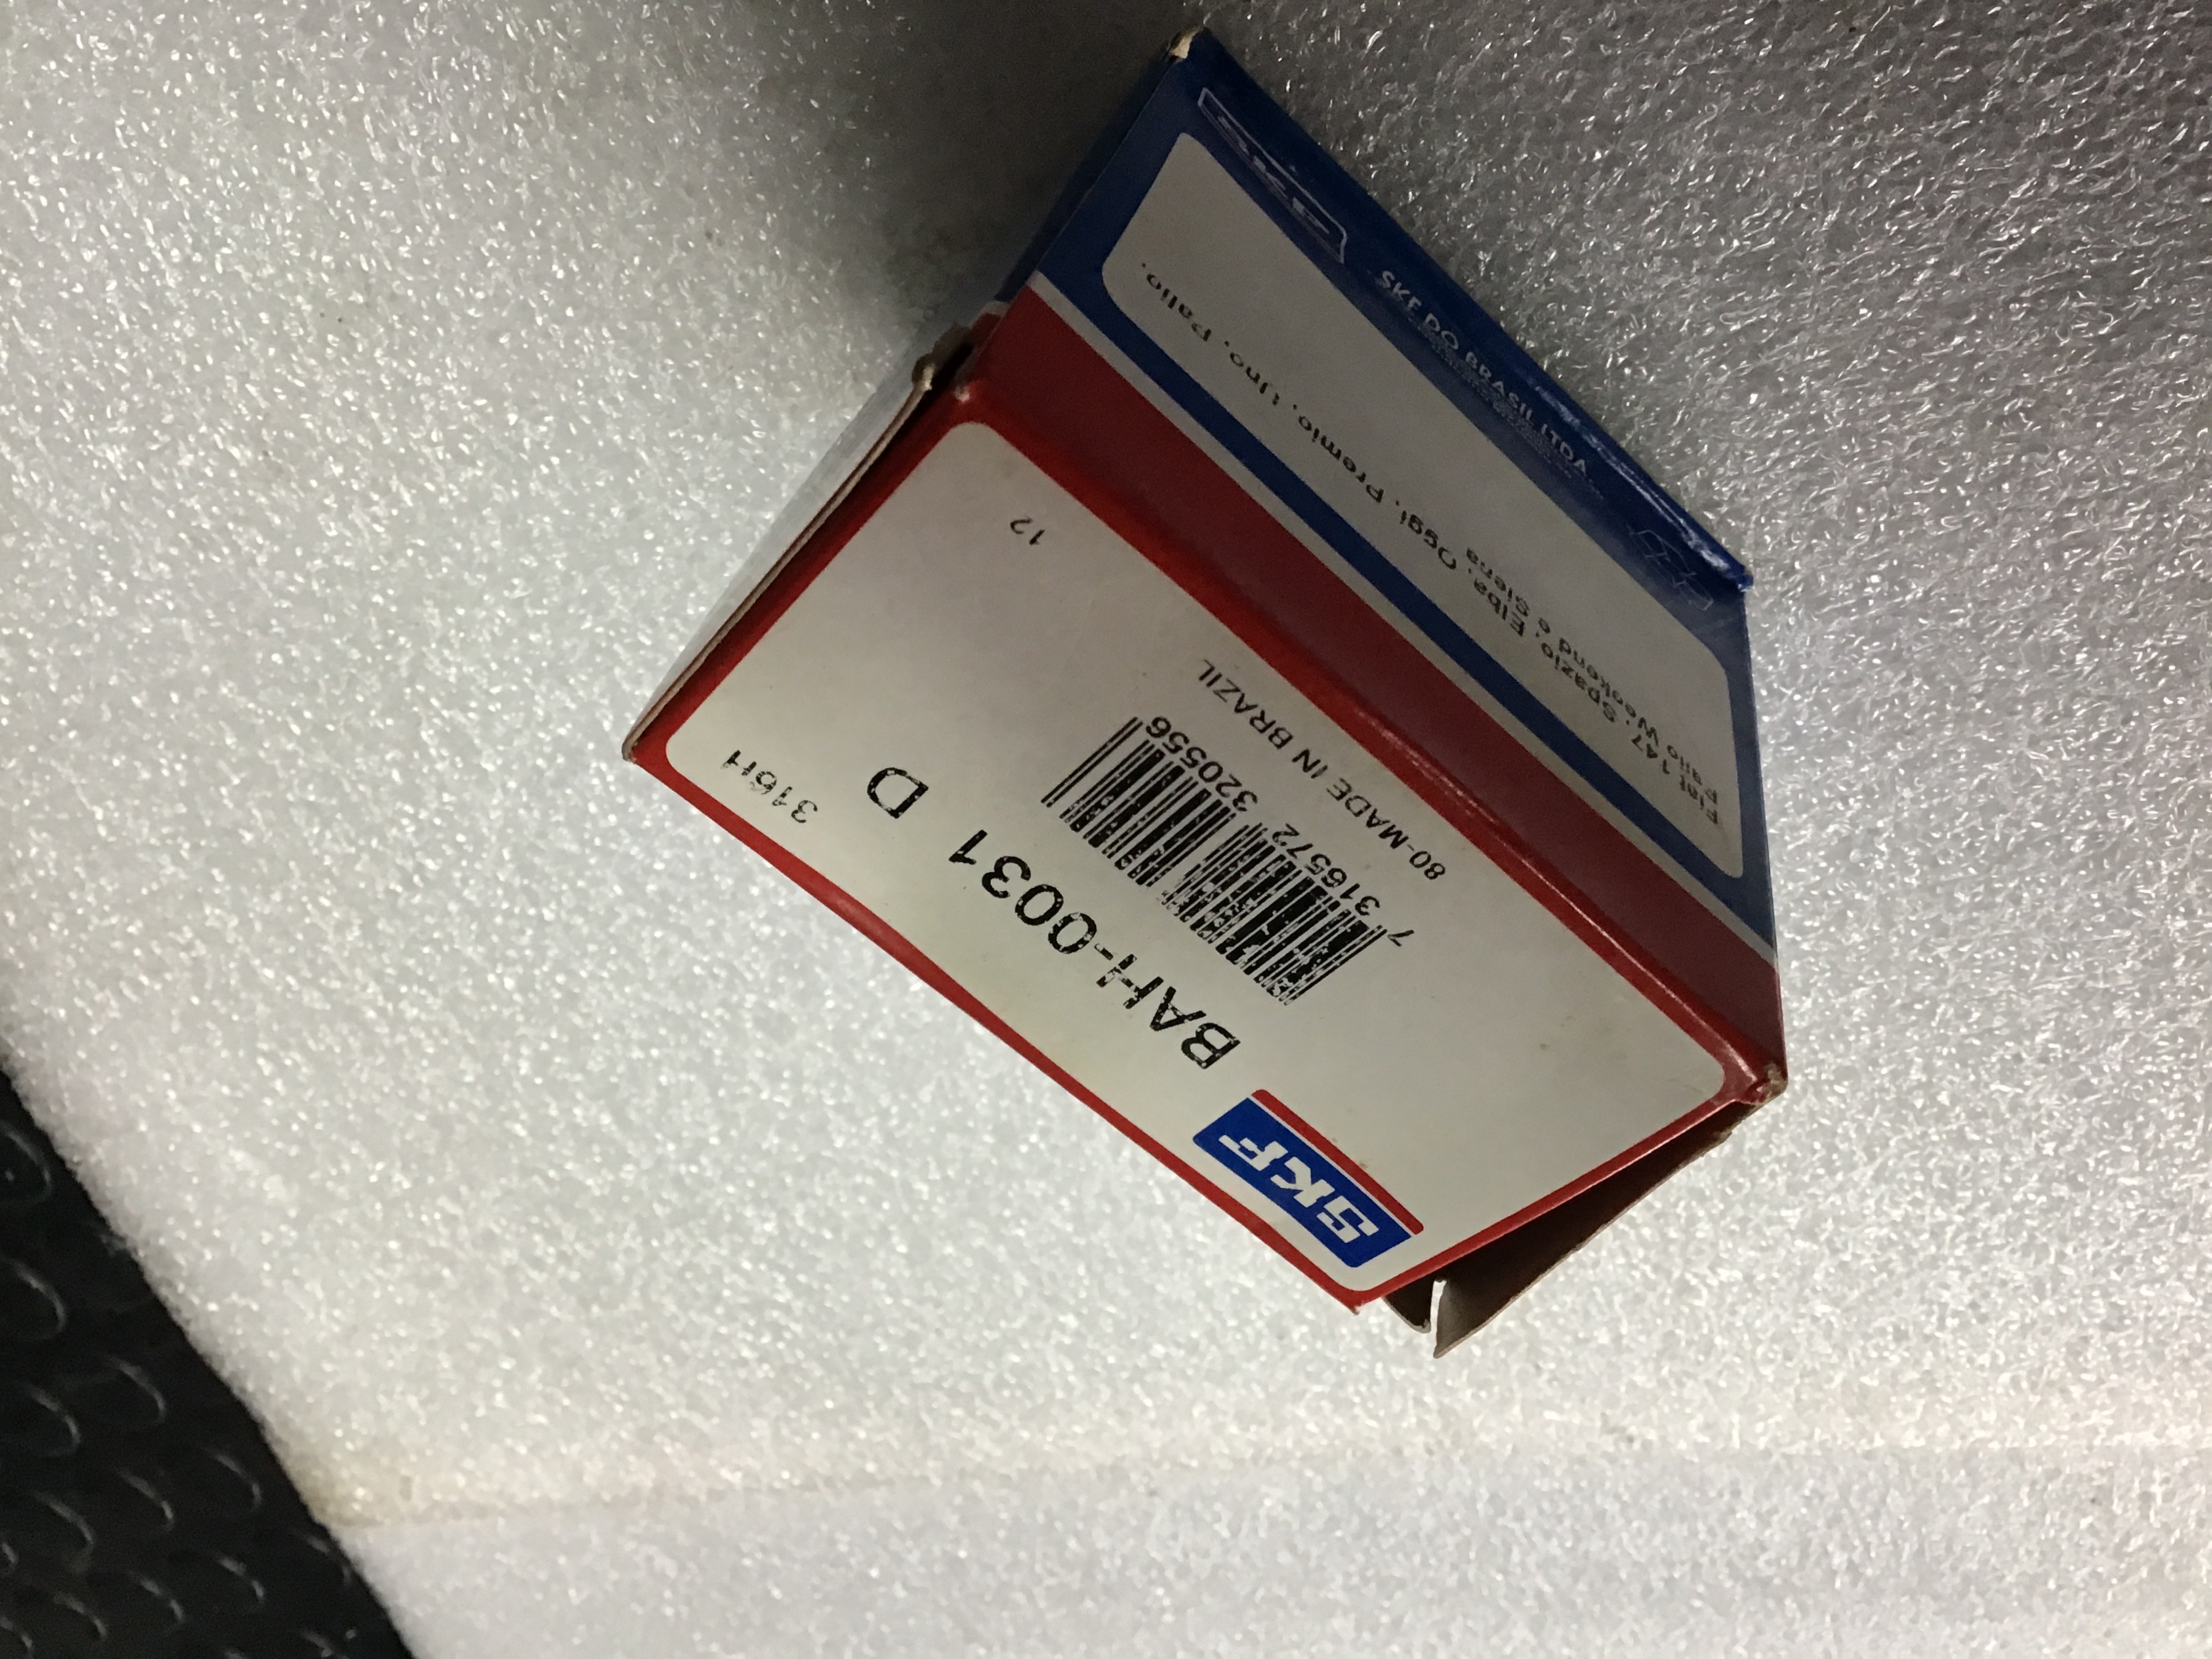 SKF
BAH-0031 D
316H
7 316572 320556
80-MADE IN BRAZIL
12
Fiat 147, Spazio, Elba, Oggi, Premio, Uno, Palio,
Palio Weekend e Siena
SKF
SKF DO BRASIL LTDA.